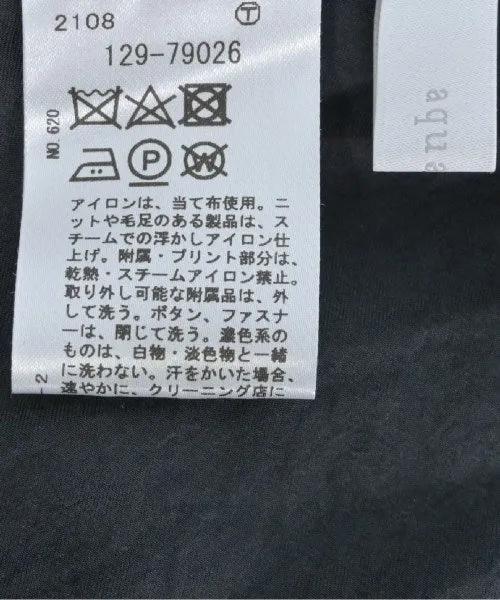 2108
T
129-79026
P
W
NO. 620
アイロンは、当て布使用。ニ
ットや毛足のある製品は、ス
チームでの浮かしアイロン仕
上げ。附属・プリント部分は、
乾熱・スチームアイロン禁止。
取り外し可能な附属品は、外
して洗う。ボタン、ファスナ
ーは、閉じて洗う。濃色系の
ものは、白物・淡色物と一緒
に洗わない。汗をかいた場合、
速やかに、クリーニング店に
-2
aqua